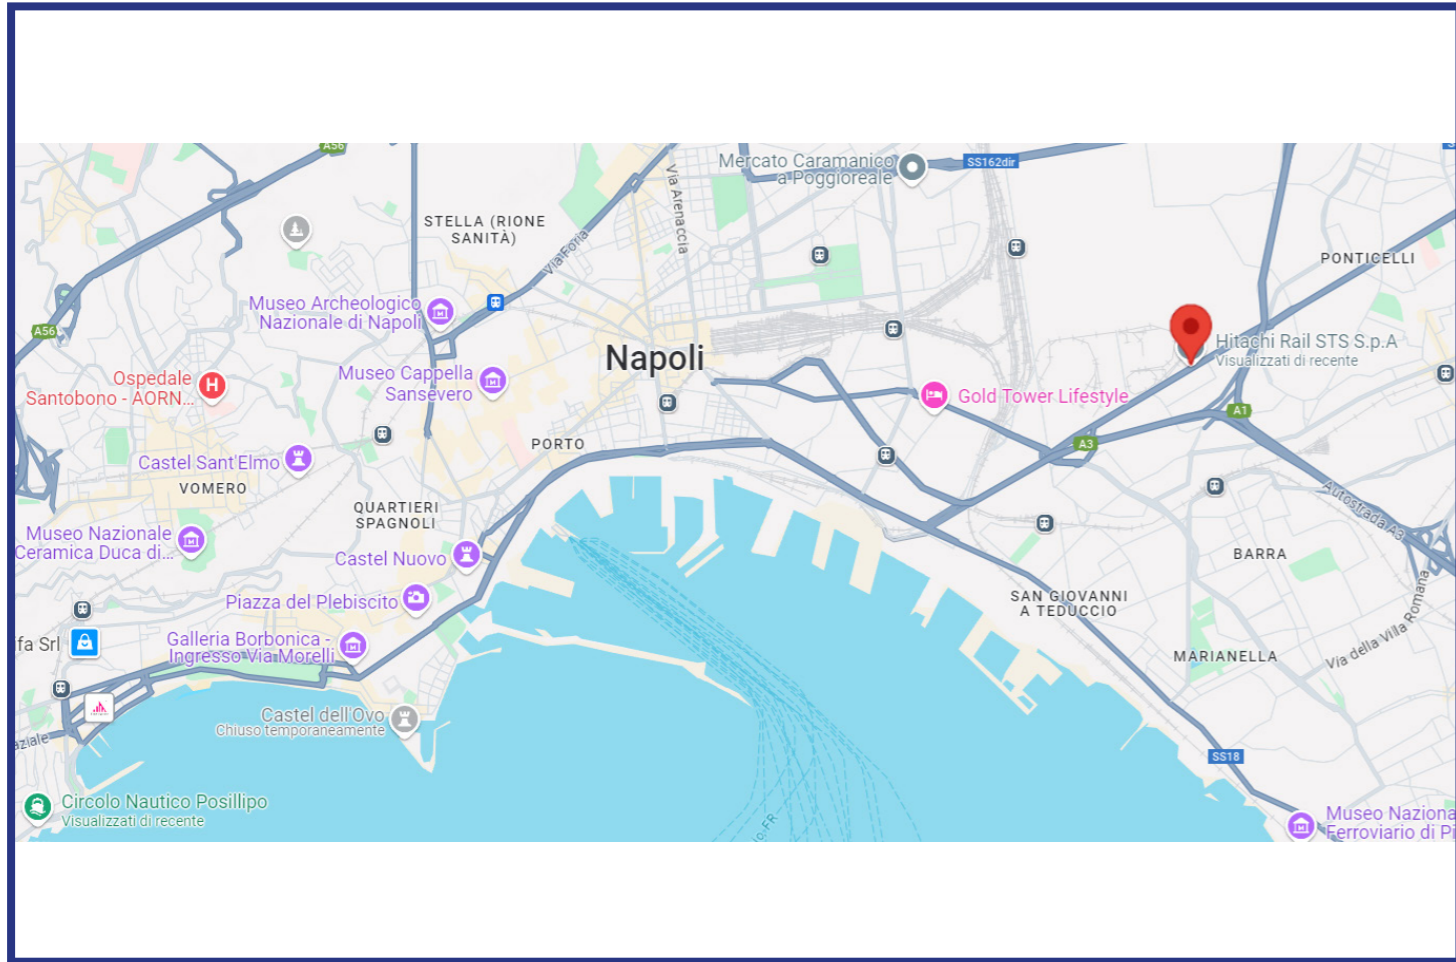 A56
Mercato Caramanico
a Poggioreale
SS162dir
Via Arenaccia
STELLA (RIONE
SANITÀ)
Via Foria
PONTICELLI
Museo Archeologico
Nazionale di Napoli
A56
Hitachi Rail STS S.p.A
Visualizzati di recente
Napoli
Museo Cappella
Sansevero
Ospedale
Santobono - AORN...
H
Gold Tower Lifestyle
A1
A3
PORTO
Castel Sant'Elmo
VOMERO
QUARTIERI
SPAGNOLI
Autostrada A3
Museo Nazionale
Ceramica Duca di...
Castel Nuovo
BARRA
Piazza del Plebiscito
SAN GIOVANNI
A TEDUCCIO
Via della Villa Romana
fa Srl
Galleria Borbonica -
Ingresso Via Morelli
MARIANELLA
Castel dell'Ovo
Chiuso temporaneamente
aziale
SS18
Circolo Nautico Posillipo
Visualizzati di recente
Museo Naziona
Ferroviario di Pi